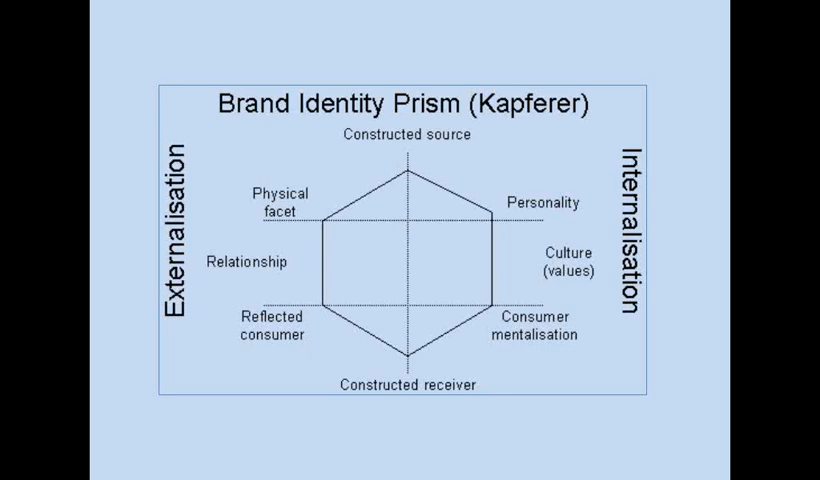 Brand Identity Prism (Kapferer)
Constructed source
Externalisation
Internalisation
Physical
facet
Personality
Relationship
Culture
(values)
Reflected
consumer
Consumer
mentalisation
Constructed receiver